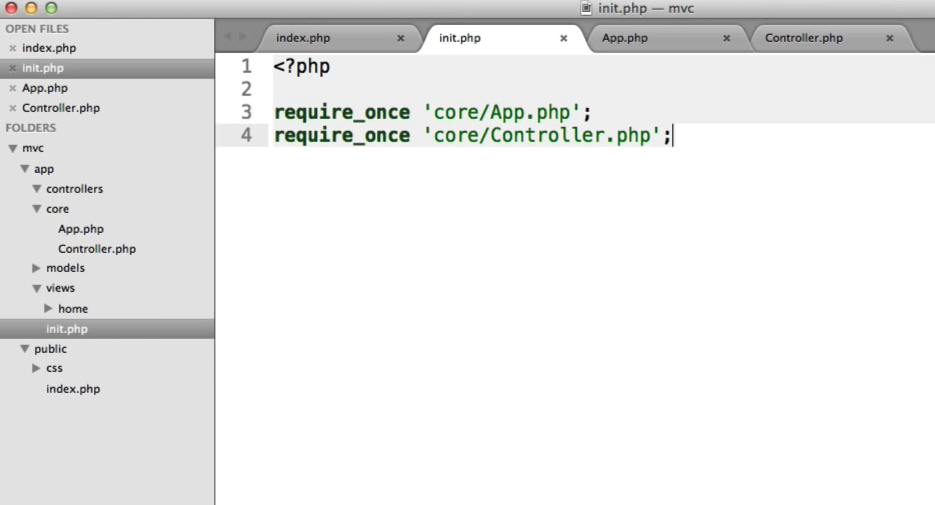 init.php — mvc
OPEN FILES
index.php
init.php
App.php
Controller.php
FOLDERS
mvc
app
controllers
core
App.php
Controller.php
models
views
home
init.php
public
css
index.php
index.php
init.php
App.php
Controller.php
1 <?php
2
3 require_once 'core/App.php';
4 require_once 'core/Controller.php';